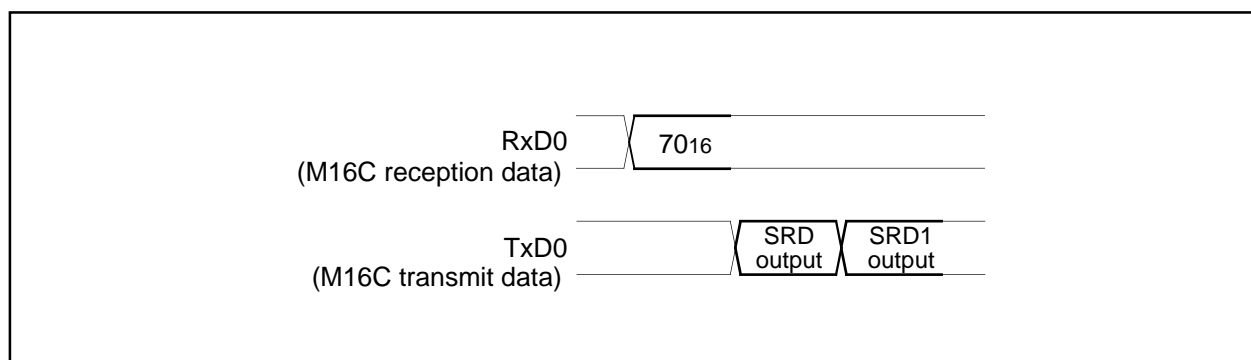 RxD0
(M16C reception data)
7016
TxD0
(M16C transmit data)
SRD
output
SRD1
output